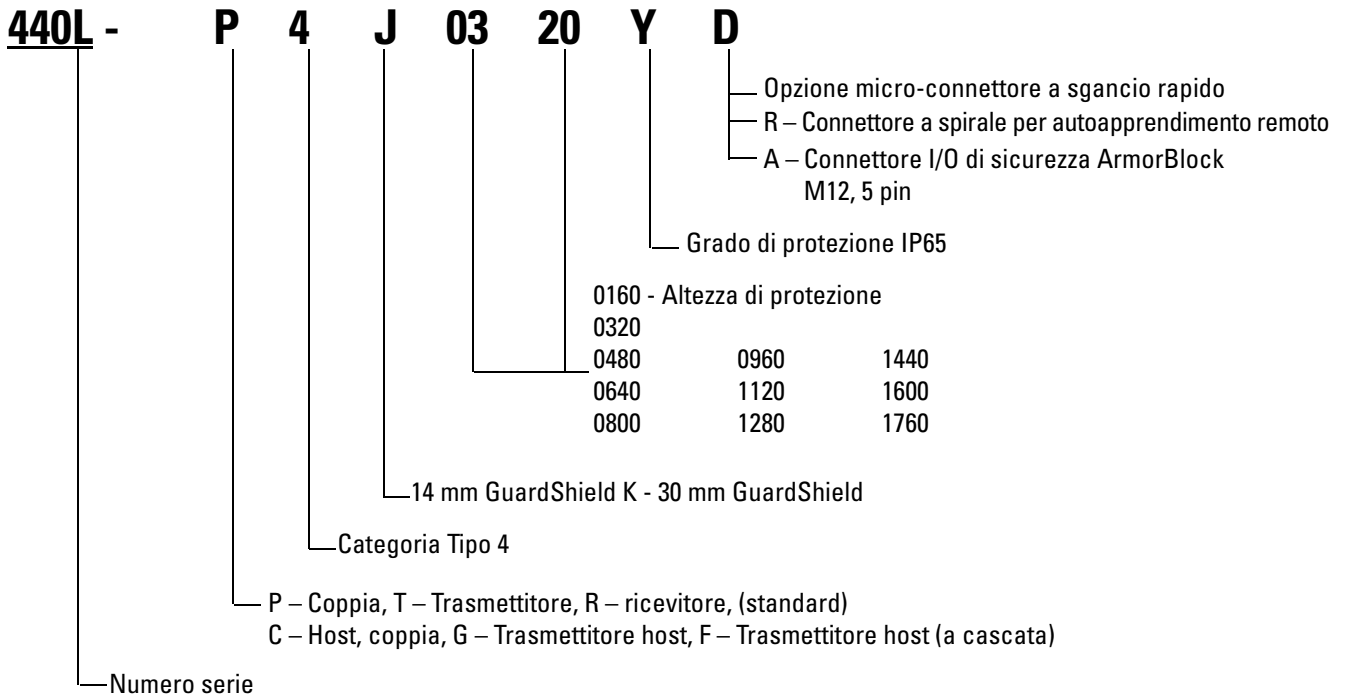 440L - P 4 J 03 20 Y D
Opzione micro-connettore a sgancio rapido
R – Connettore a spirale per autoapprendimento remoto
A – Connettore I/O di sicurezza ArmorBlock
M12, 5 pin
Grado di protezione IP65
0160 - Altezza di protezione
0320
0480 0960 1440
0640 1120 1600
0800 1280 1760
14 mm GuardShield K - 30 mm GuardShield
Categoria Tipo 4
P – Coppia, T – Trasmettitore, R – ricevitore, (standard)
C – Host, coppia, G – Trasmettitore host, F – Trasmettitore host (a cascata)
Numero serie